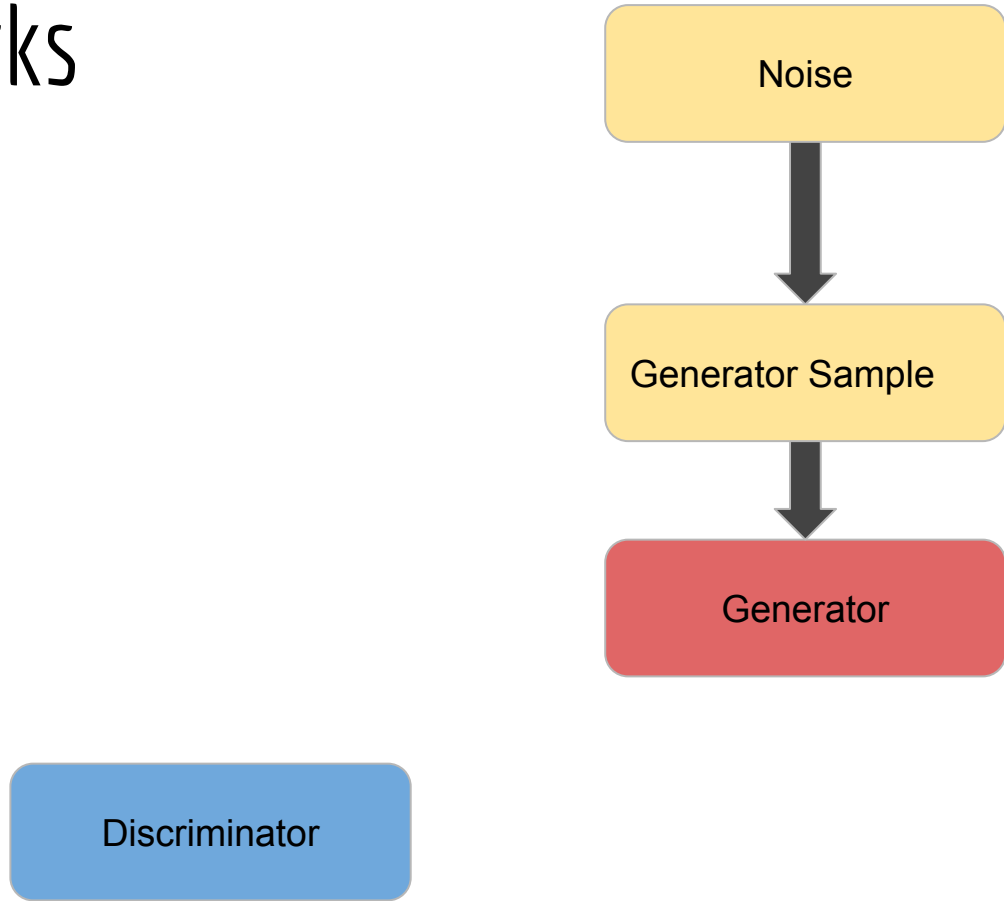 ks
Noise
Generator Sample
Generator
Discriminator